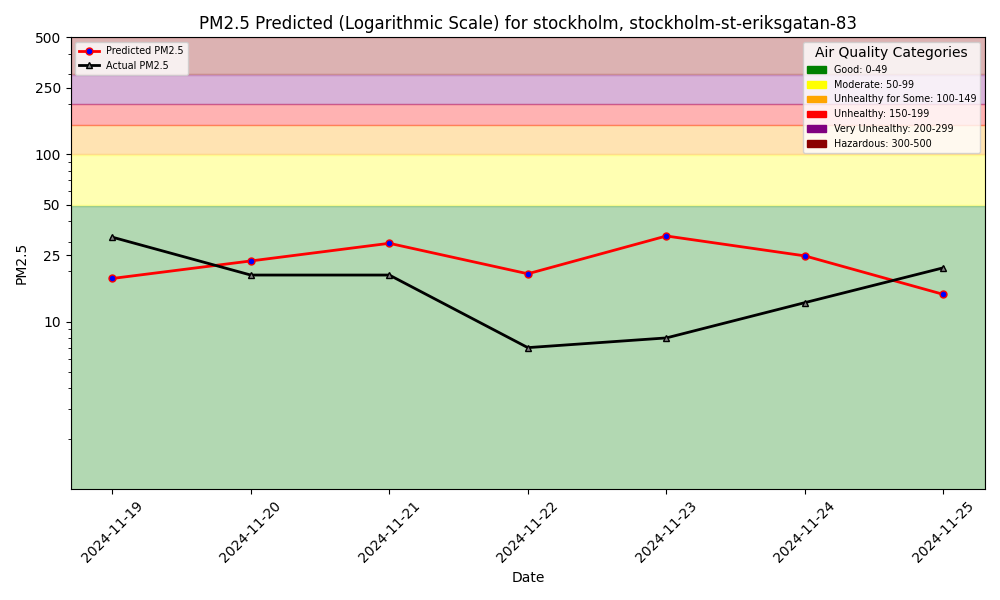 PM2.5 Predicted (Logarithmic Scale) for stockholm, stockholm-st-eriksgatan-83
Predicted PM2.5
Actual PM2.5
Air Quality Categories
Good: 0-49
Moderate: 50-99
Unhealthy for Some: 100-149
Unhealthy: 150-199
Very Unhealthy: 200-299
Hazardous: 300-500
500
250
100
50
25
10
PM2.5
2024-11-19
2024-11-20
2024-11-21
2024-11-22
2024-11-23
2024-11-24
2024-11-25
Date